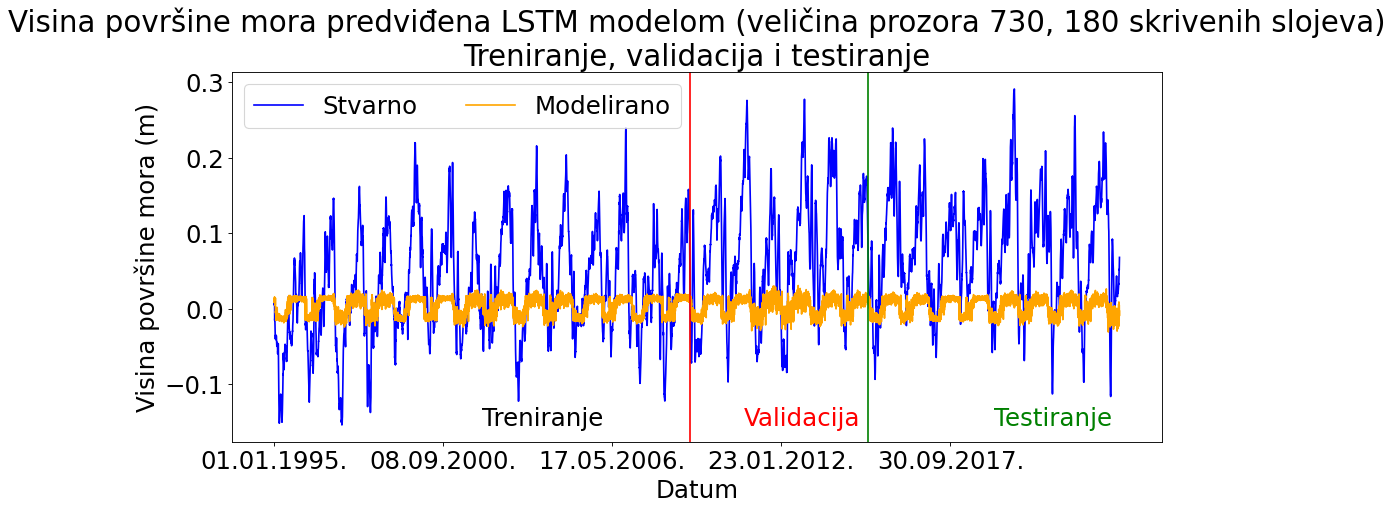 Visina površine mora predviđena LSTM modelom (veličina prozora 730, 180 skrivenih slojeva)
Treniranje, validacija i testiranje
Stvarno
Modelirano
Visina površine mora (m)
0.3
0.2
0.1
0.0
−0.1
Treniranje
Validacija
Testiranje
01.01.1995.
08.09.2000.
17.05.2006.
23.01.2012.
30.09.2017.
Datum